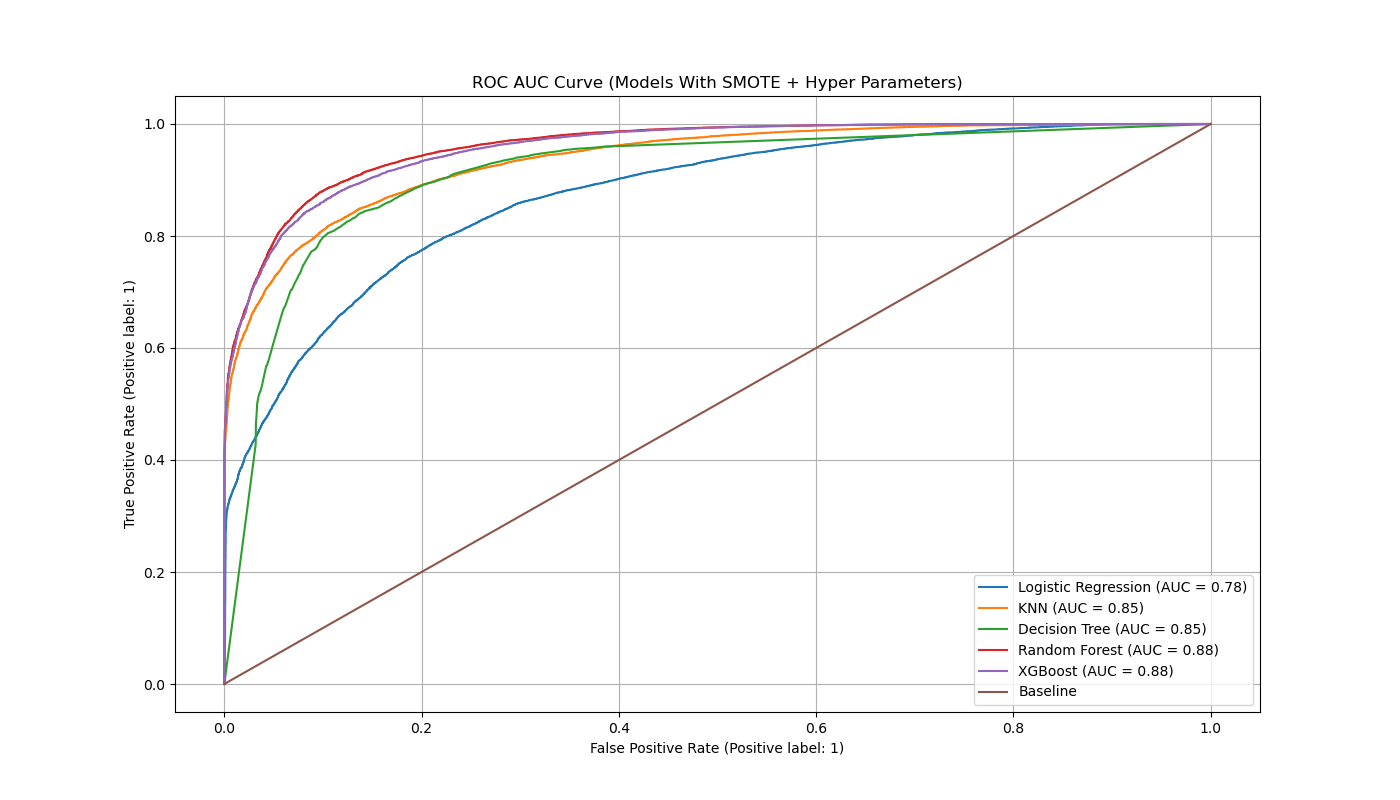 ROC AUC Curve (Models With SMOTE + Hyper Parameters)
True Positive Rate (Positive label: 1)
1.0
0.8
0.6
0.4
0.2
0.0
0.0 0.2 0.4 0.6 0.8 1.0
False Positive Rate (Positive label: 1)
Logistic Regression (AUC = 0.78)
KNN (AUC = 0.85)
Decision Tree (AUC = 0.85)
Random Forest (AUC = 0.88)
XGBoost (AUC = 0.88)
Baseline